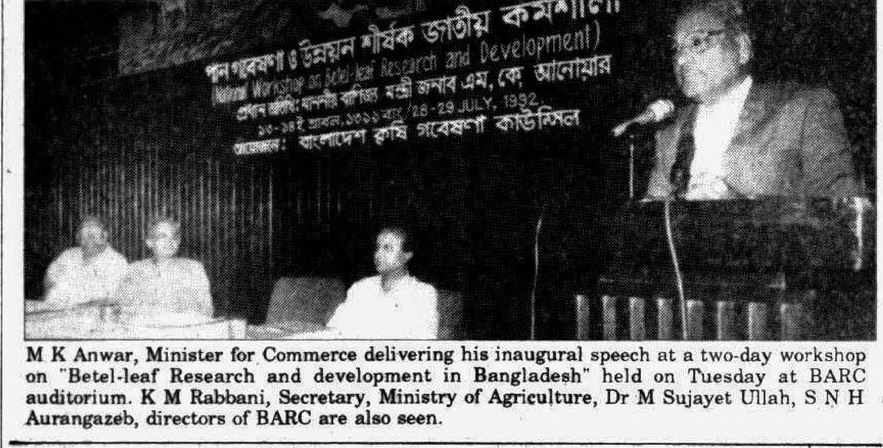 পান গবেষণা ও উন্নয়ন শীর্ষক জাতীয় কর্মশালা
(National Workshop on Betel-leaf Research and Development)
প্রধান অতিথি: মাননীয় বাণিজ্য মন্ত্রী জনাব এম, কে, আনোয়ার
/28-29 JULY, 1992.
বাংলাদেশ কৃষি গবেষণা কাউন্সিল
M K Anwar, Minister for Commerce delivering his inaugural speech at a two-day workshop
on "Betel-leaf Research and development in Bangladesh" held on Tuesday at BARC
auditorium. K M Rabbani, Secretary, Ministry of Agriculture, Dr M Sujayet Ullah, S N H
Aurangazeb, directors of BARC are also seen.